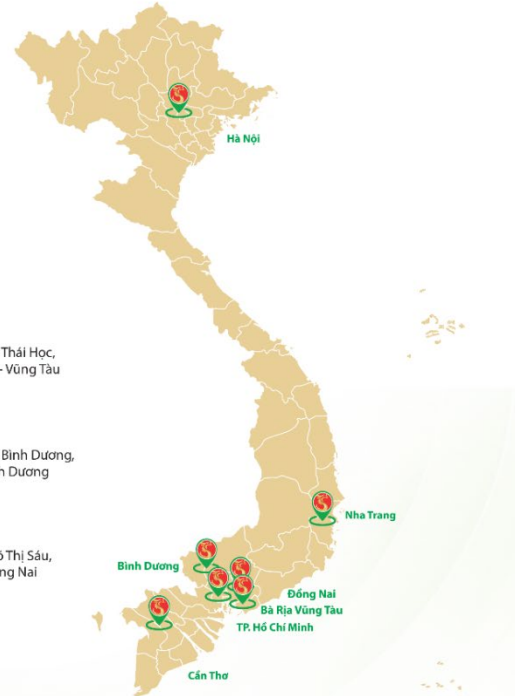 Hà Nội
Thái Học,
- Vũng Tàu
Bình Dương,
h Dương
Thị Sáu,
ng Nai
Nha Trang
Bình Dương
Đồng Nai
Bà Rịa Vũng Tàu
TP. Hồ Chí Minh
Cần Thơ